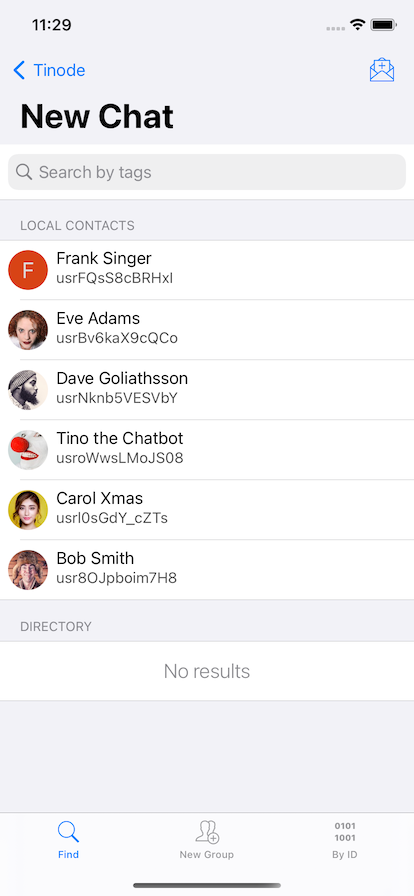 11:29
Tinode
New Chat
Search by tags
LOCAL CONTACTS
F
Frank Singer
usrFQsS8cBRHxI
Eve Adams
usrBv6kaX9cQCo
Dave Goliathsson
usrNknb5VESVbY
Tino the Chatbot
usroWwsLMoJS08
Carol Xmas
usrl0sGdY_cZTs
Bob Smith
usr8OJpboim7H8
DIRECTORY
No results
0101
1001
Find
New Group
By ID